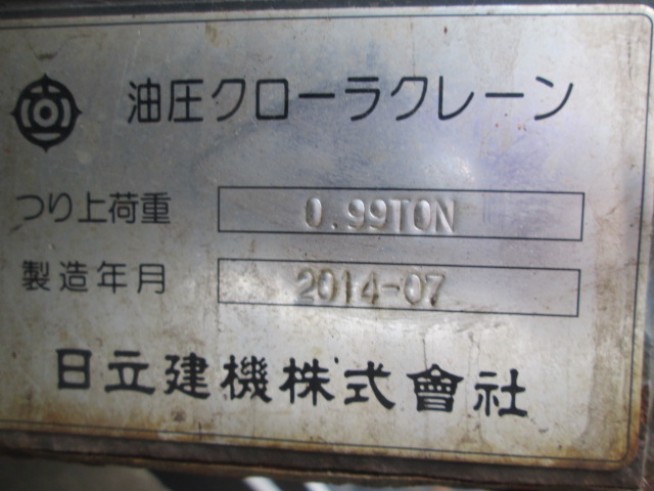 油圧クローラクレーン
つり上荷重 0.99TON
製造年月 2014-07
日立建機株式會社